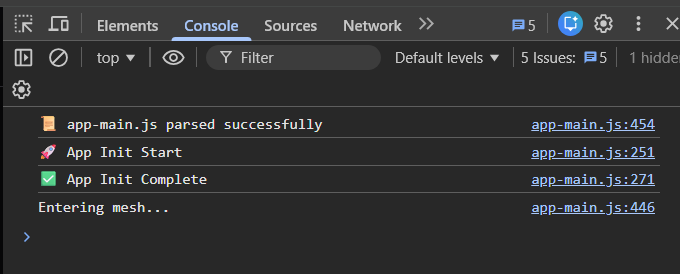 Elements Console Sources Network 5
top Filter Default levels 5 Issues: 5 1 hidden
📜 app-main.js parsed successfully app-main.js:454
🚀 App Init Start app-main.js:251
✅ App Init Complete app-main.js:271
Entering mesh... app-main.js:446